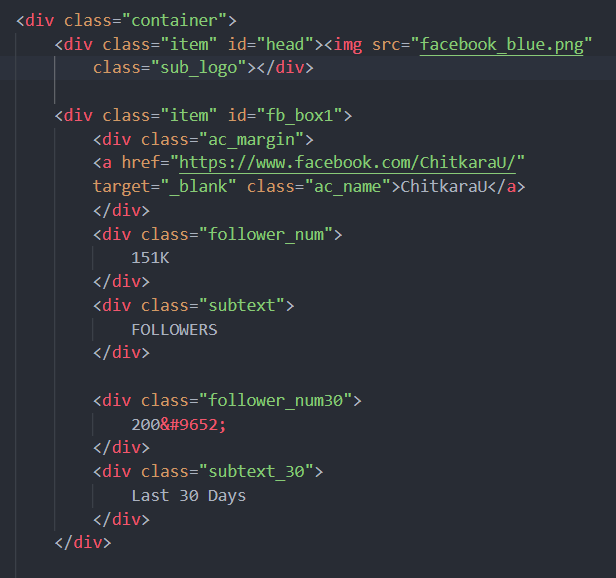 <div class="container">
<div class="item" id="head"><img src="facebook_blue.png"
class="sub_logo"></div>
<div class="item" id="fb_box1">
<div class="ac_margin">
<a href="https://www.facebook.com/ChitkaraU/"
target="_blank" class="ac_name">ChitkaraU</a>
</div>
<div class="follower_num">
151K
</div>
<div class="subtext">
FOLLOWERS
</div>
<div class="follower_num30">
200&#9652;
</div>
<div class="subtext_30">
Last 30 Days
</div>
</div>